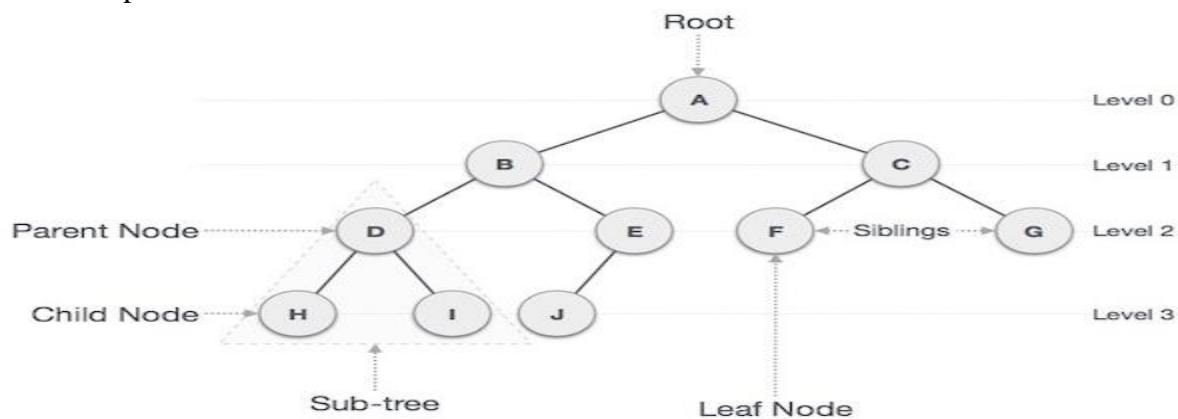 Root
A
Level 0
B
C
Level 1
Parent Node
D
E
F
Siblings
G
Level 2
Child Node
H
I
J
Level 3
Sub-tree
Leaf Node